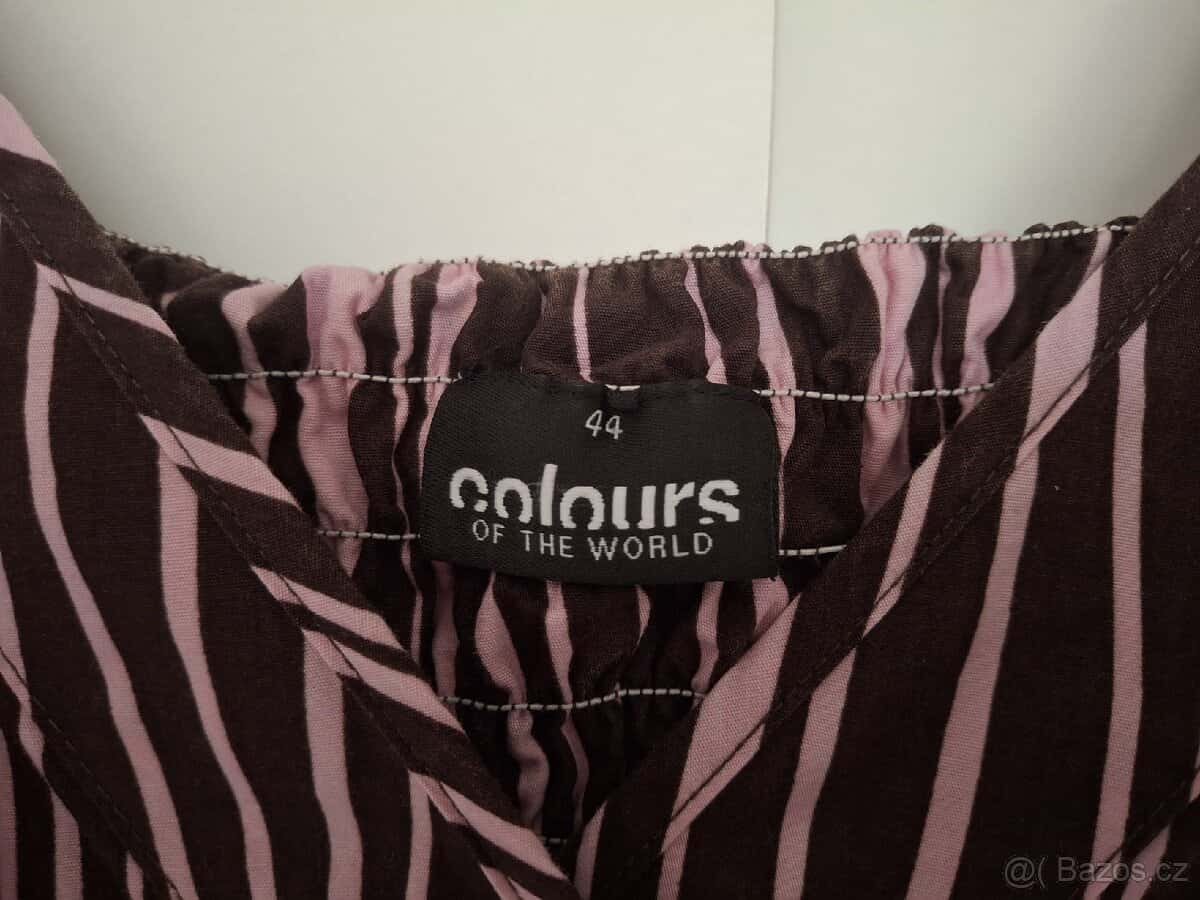 44
colours
OF THE WORLD
@( Bazos.cz